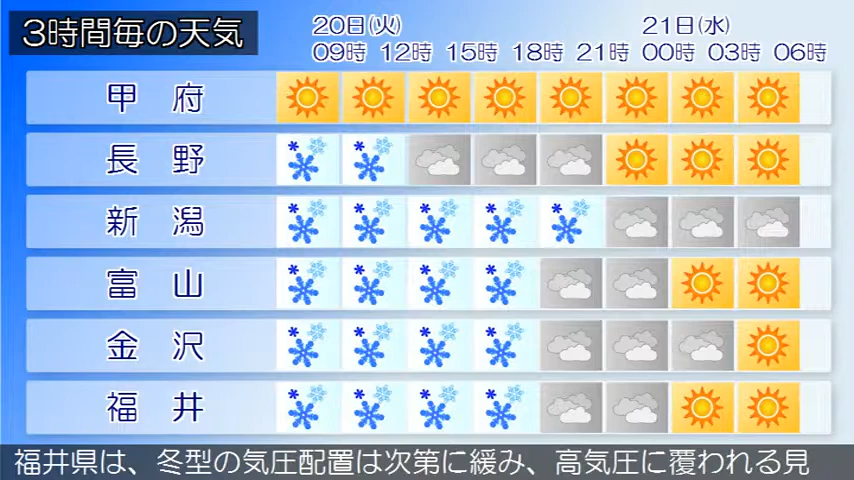 3時間毎の天気
20日(火) 21日(水)
09時 12時 15時 18時 21時 00時 03時 06時
甲府
長野
新潟
富山
金沢
福井
福井県は、冬型の気圧配置は次第に緩み、高気圧に覆われる見